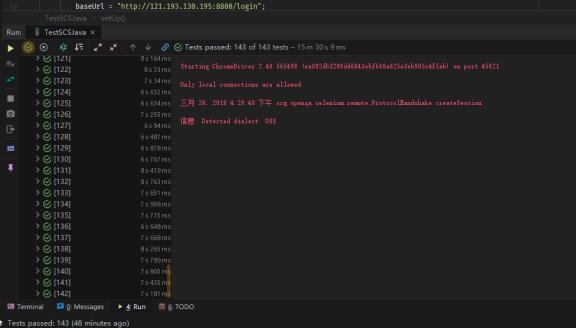 baseUrl = "http://121.193.130.195:8800/login";
TestSCSJava > setUp()
Run: TestSCSJava ×
Tests passed: 143 of 143 tests – 15 m 30 s 9 ms
[121] 8 s 164 ms
[122] 8 s 33 ms
[123] 7 s 34 ms
[124] 6 s 632 ms
[125] 6 s 634 ms
[126] 7 s 255 ms
[127] 6 s 94 ms
[128] 6 s 487 ms
[129] 6 s 878 ms
[130] 6 s 767 ms
[131] 8 s 419 ms
[132] 8 s 763 ms
[133] 7 s 651 ms
[134] 7 s 968 ms
[135] 7 s 715 ms
[136] 6 s 648 ms
[137] 7 s 668 ms
[138] 8 s 265 ms
[139] 7 s 799 ms
[140] 7 s 600 ms
[141] 7 s 435 ms
[142] 7 s 181 ms
Starting ChromeDriver 2.40.565498 on port 45621
Only local connections are allowed.
三月 26, 2019 4:29:40 下午 org.openqa.selenium.remote.ProtocolHandshake createSession
信息: Detected dialect: OSS
Terminal 0: Messages 4: Run 6: TODO
Tests passed: 143 (48 minutes ago)